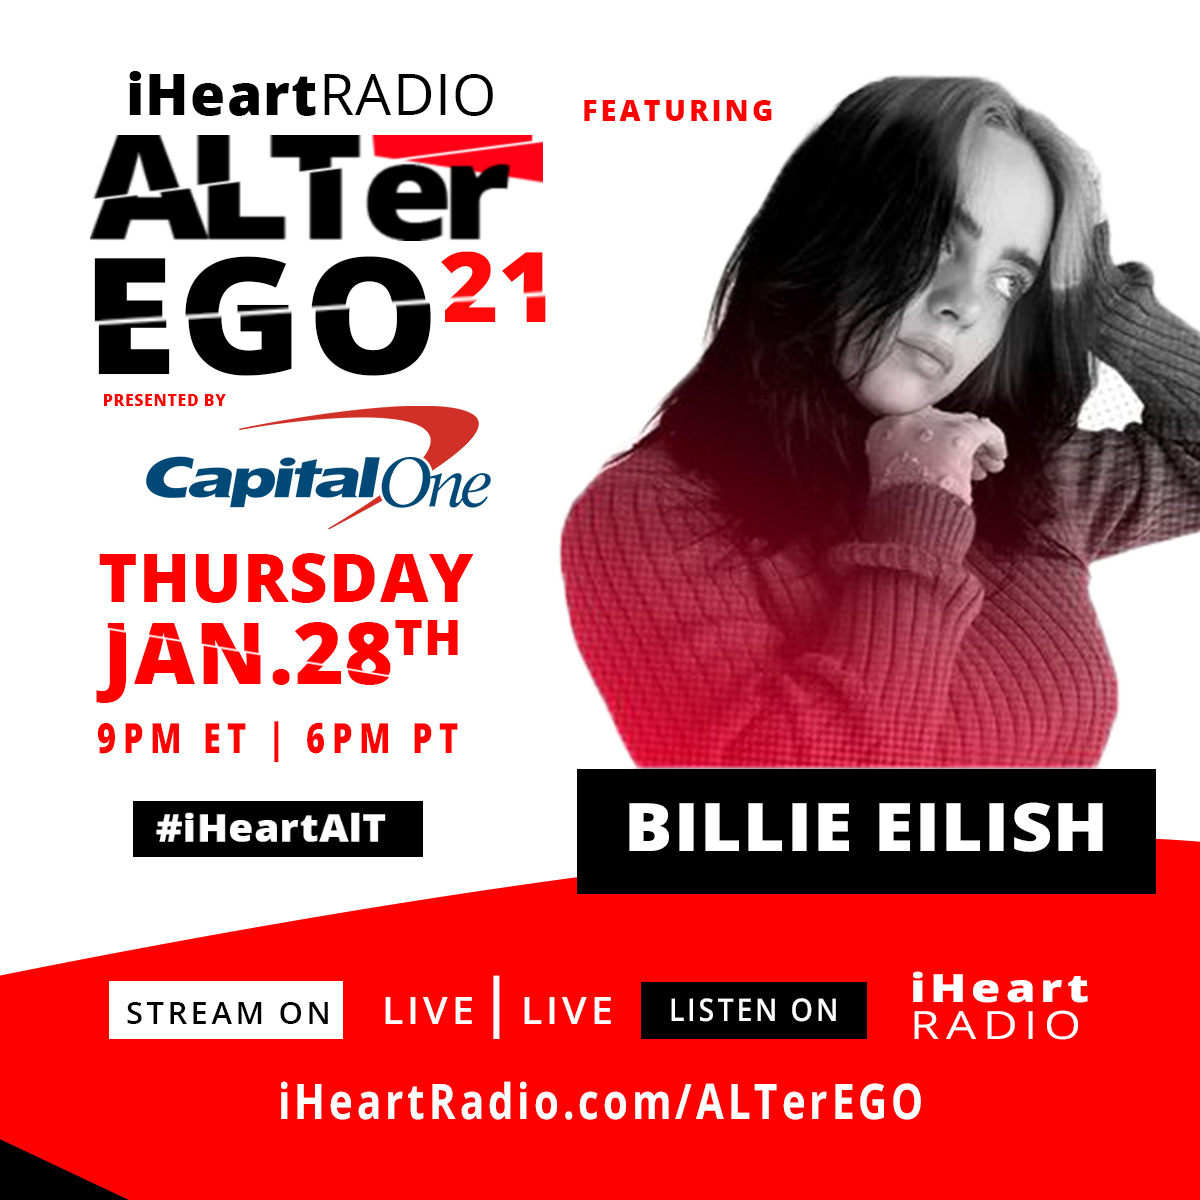 iHeartRADIO
ALTer
EGO21
PRESENTED BY
CapitalOne
THURSDAY
JAN.28TH
9PM ET | 6PM PT
#iHeartAlT
FEATURING
BILLIE EILISH
STREAM ON LIVE | LIVE LISTEN ON iHeart
RADIO
iHeartRadio.com/ALTerEGO